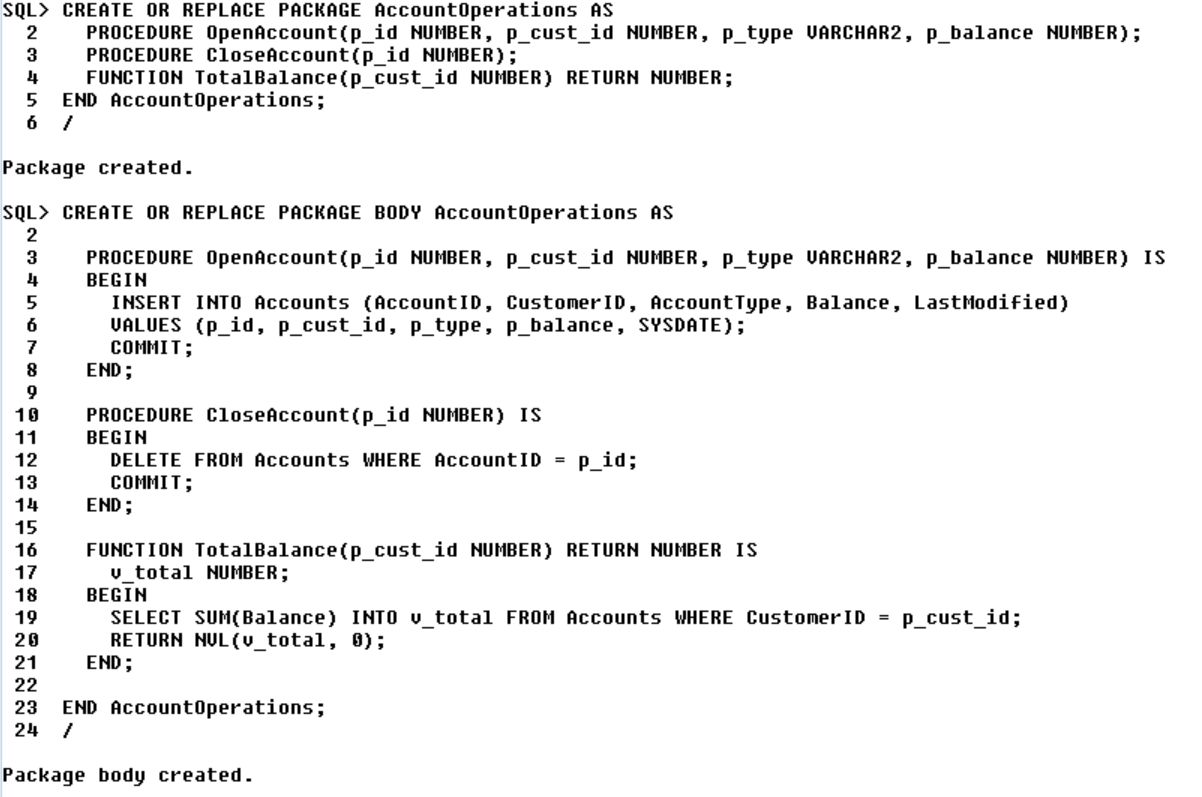 SQL> CREATE OR REPLACE PACKAGE AccountOperations AS
  2    PROCEDURE OpenAccount(p_id NUMBER, p_cust_id NUMBER, p_type VARCHAR2, p_balance NUMBER);
  3    PROCEDURE CloseAccount(p_id NUMBER);
  4    FUNCTION TotalBalance(p_cust_id NUMBER) RETURN NUMBER;
  5  END AccountOperations;
  6  /
Package created.
SQL> CREATE OR REPLACE PACKAGE BODY AccountOperations AS
  2
  3    PROCEDURE OpenAccount(p_id NUMBER, p_cust_id NUMBER, p_type VARCHAR2, p_balance NUMBER) IS
  4    BEGIN
  5      INSERT INTO Accounts (AccountID, CustomerID, AccountType, Balance, LastModified)
  6      VALUES (p_id, p_cust_id, p_type, p_balance, SYSDATE);
  7      COMMIT;
  8    END;
  9
 10    PROCEDURE CloseAccount(p_id NUMBER) IS
 11    BEGIN
 12      DELETE FROM Accounts WHERE AccountID = p_id;
 13      COMMIT;
 14    END;
 15
 16    FUNCTION TotalBalance(p_cust_id NUMBER) RETURN NUMBER IS
 17      v_total NUMBER;
 18    BEGIN
 19      SELECT SUM(Balance) INTO v_total FROM Accounts WHERE CustomerID = p_cust_id;
 20      RETURN NVL(v_total, 0);
 21    END;
 22
 23  END AccountOperations;
 24  /
Package body created.